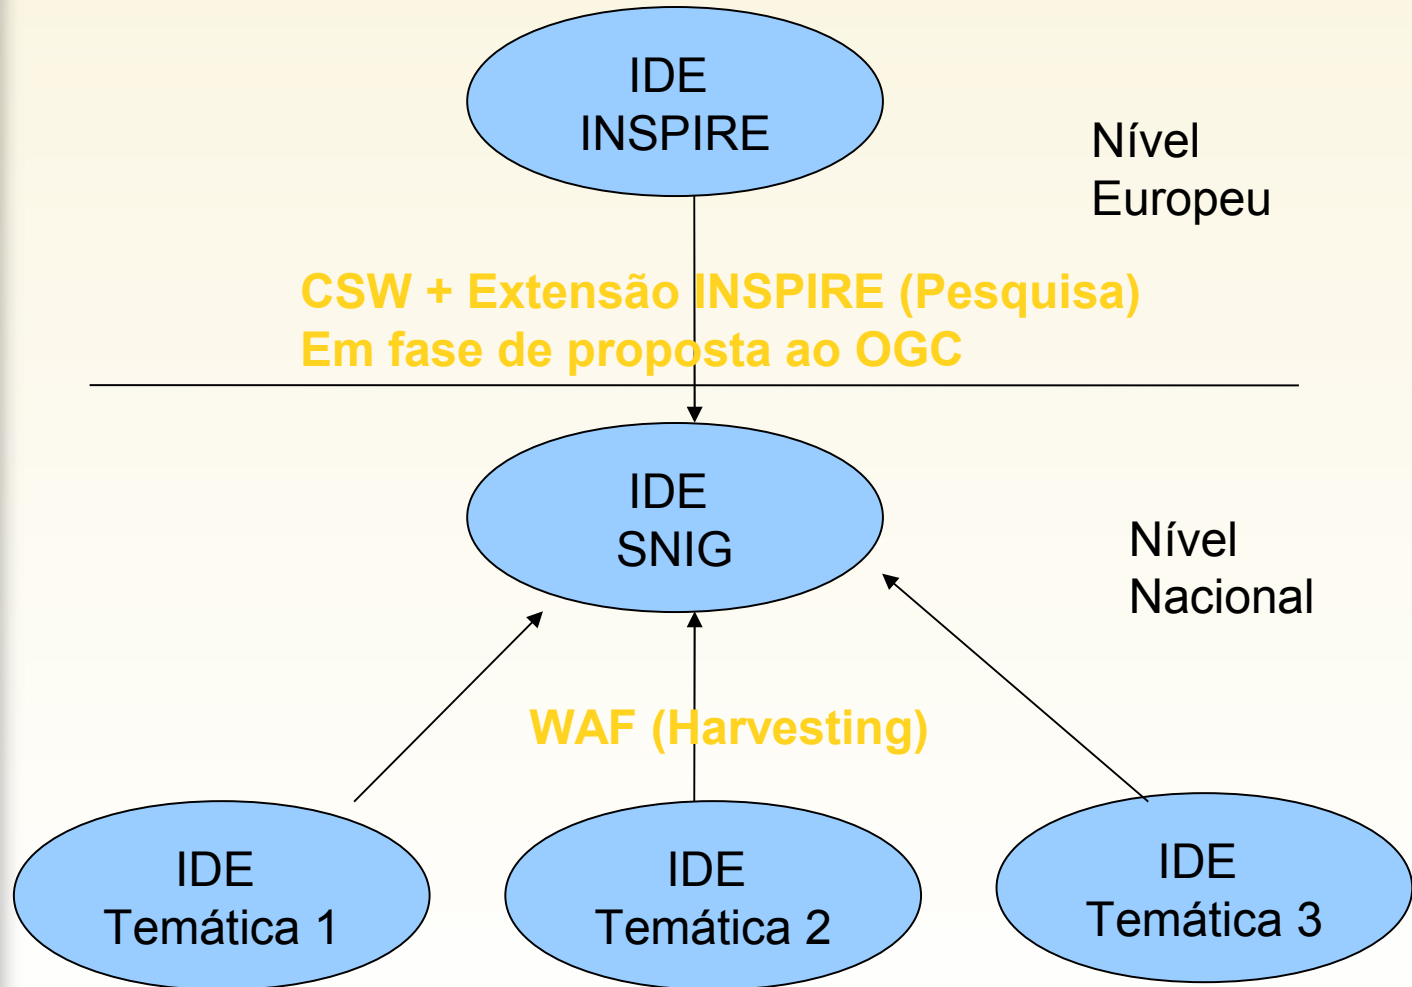 IDE
INSPIRE
Nível
Europeu
CSW + Extensão INSPIRE (Pesquisa)
Em fase de proposta ao OGC
IDE
SNIG
Nível
Nacional
WAF (Harvesting)
IDE
Temática 1
IDE
Temática 2
IDE
Temática 3